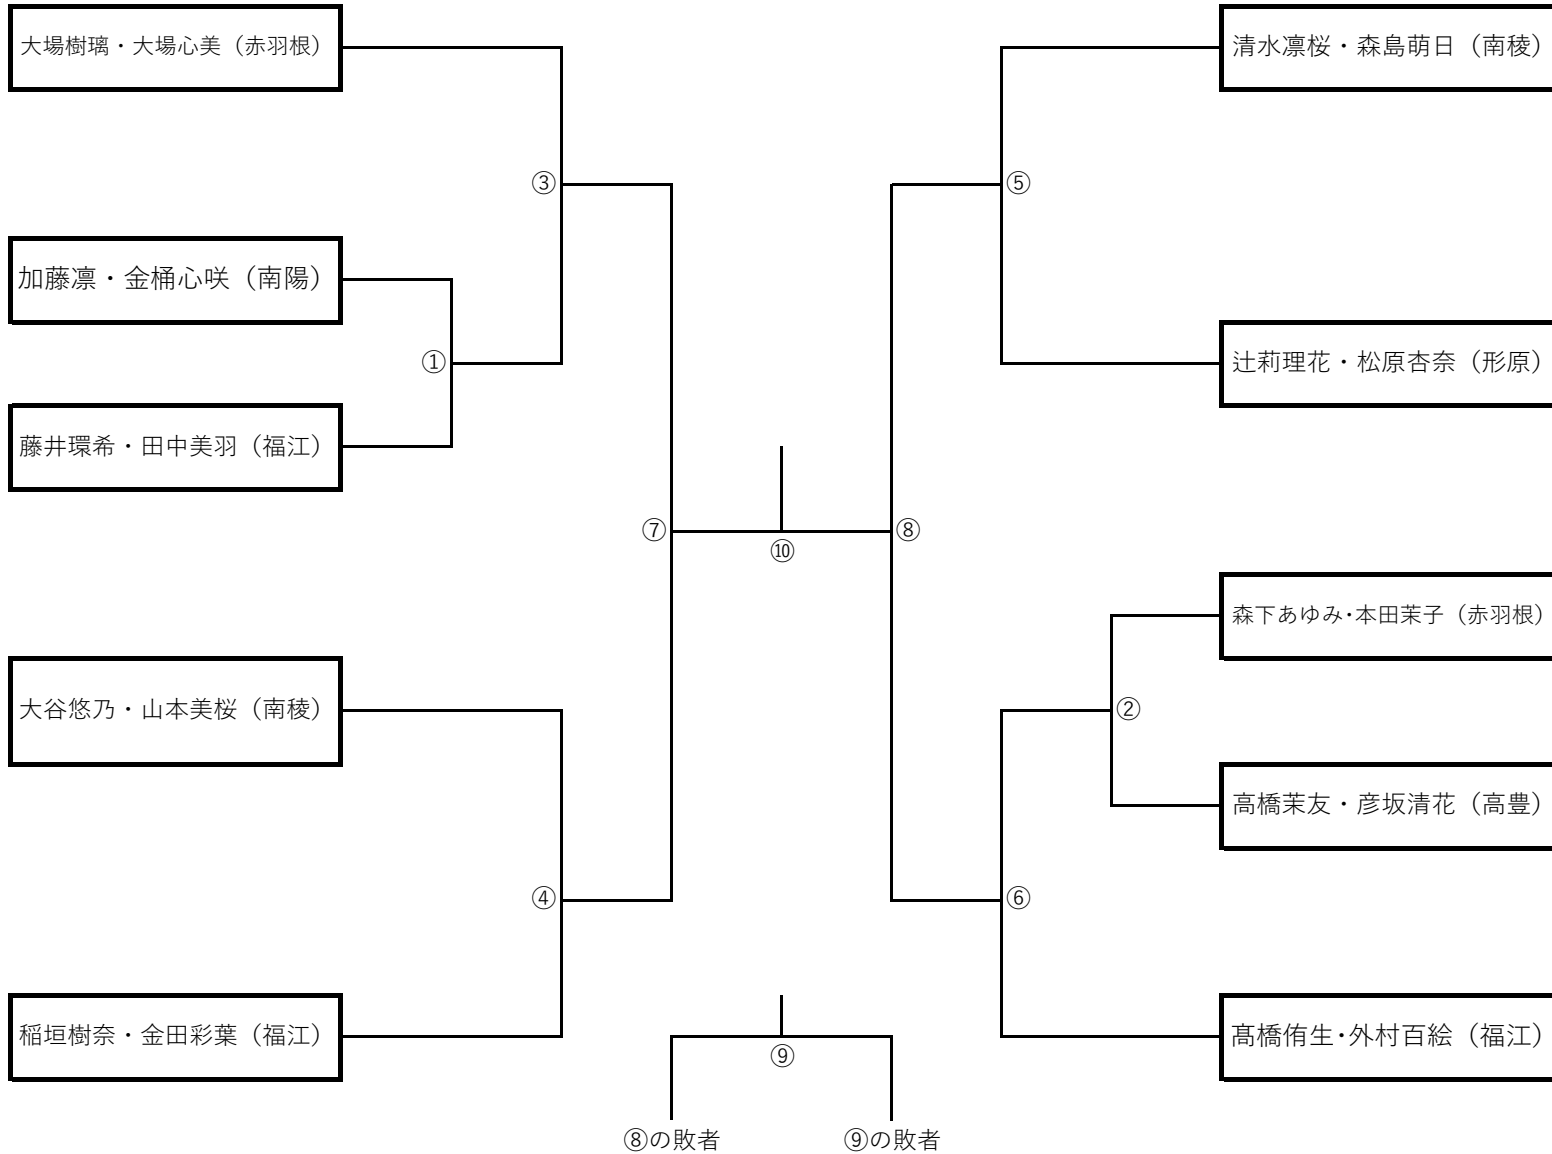 大場樹璃・大場心美（赤羽根）
清水凛桜・森島萌日（南稜）
③
⑤
加藤凛・金桶心咲（南陽）
①
辻莉理花・松原杏奈（形原）
藤井環希・田中美羽（福江）
⑦
⑧
⑩
森下あゆみ･本田茉子（赤羽根）
大谷悠乃・山本美桜（南稜）
②
高橋茉友・彦坂清花（高豊）
④
⑥
稲垣樹奈・金田彩葉（福江）
髙橋侑生･外村百絵（福江）
⑨
⑧の敗者
⑨の敗者